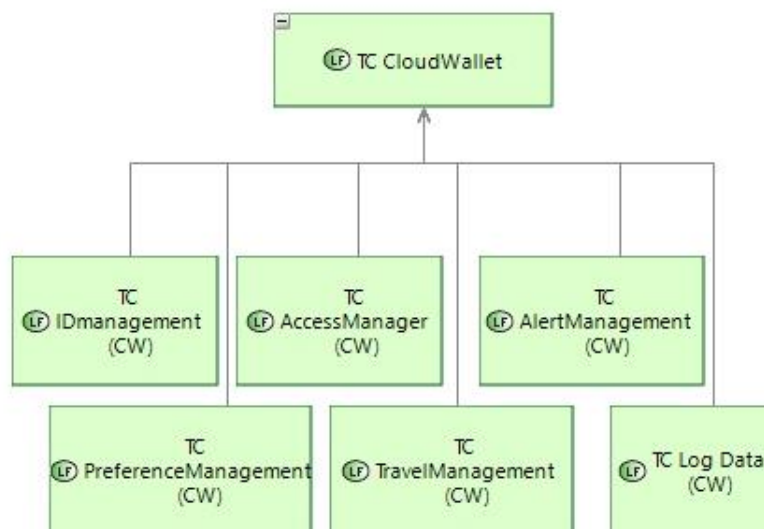 LF TC CloudWallet
TC
LF IDmanagement
(CW)
TC
LF AccessManager
(CW)
TC
LF AlertManagement
(CW)
TC
LF PreferenceManagement
(CW)
TC
LF TravelManagement
(CW)
LF TC Log Data
(CW)